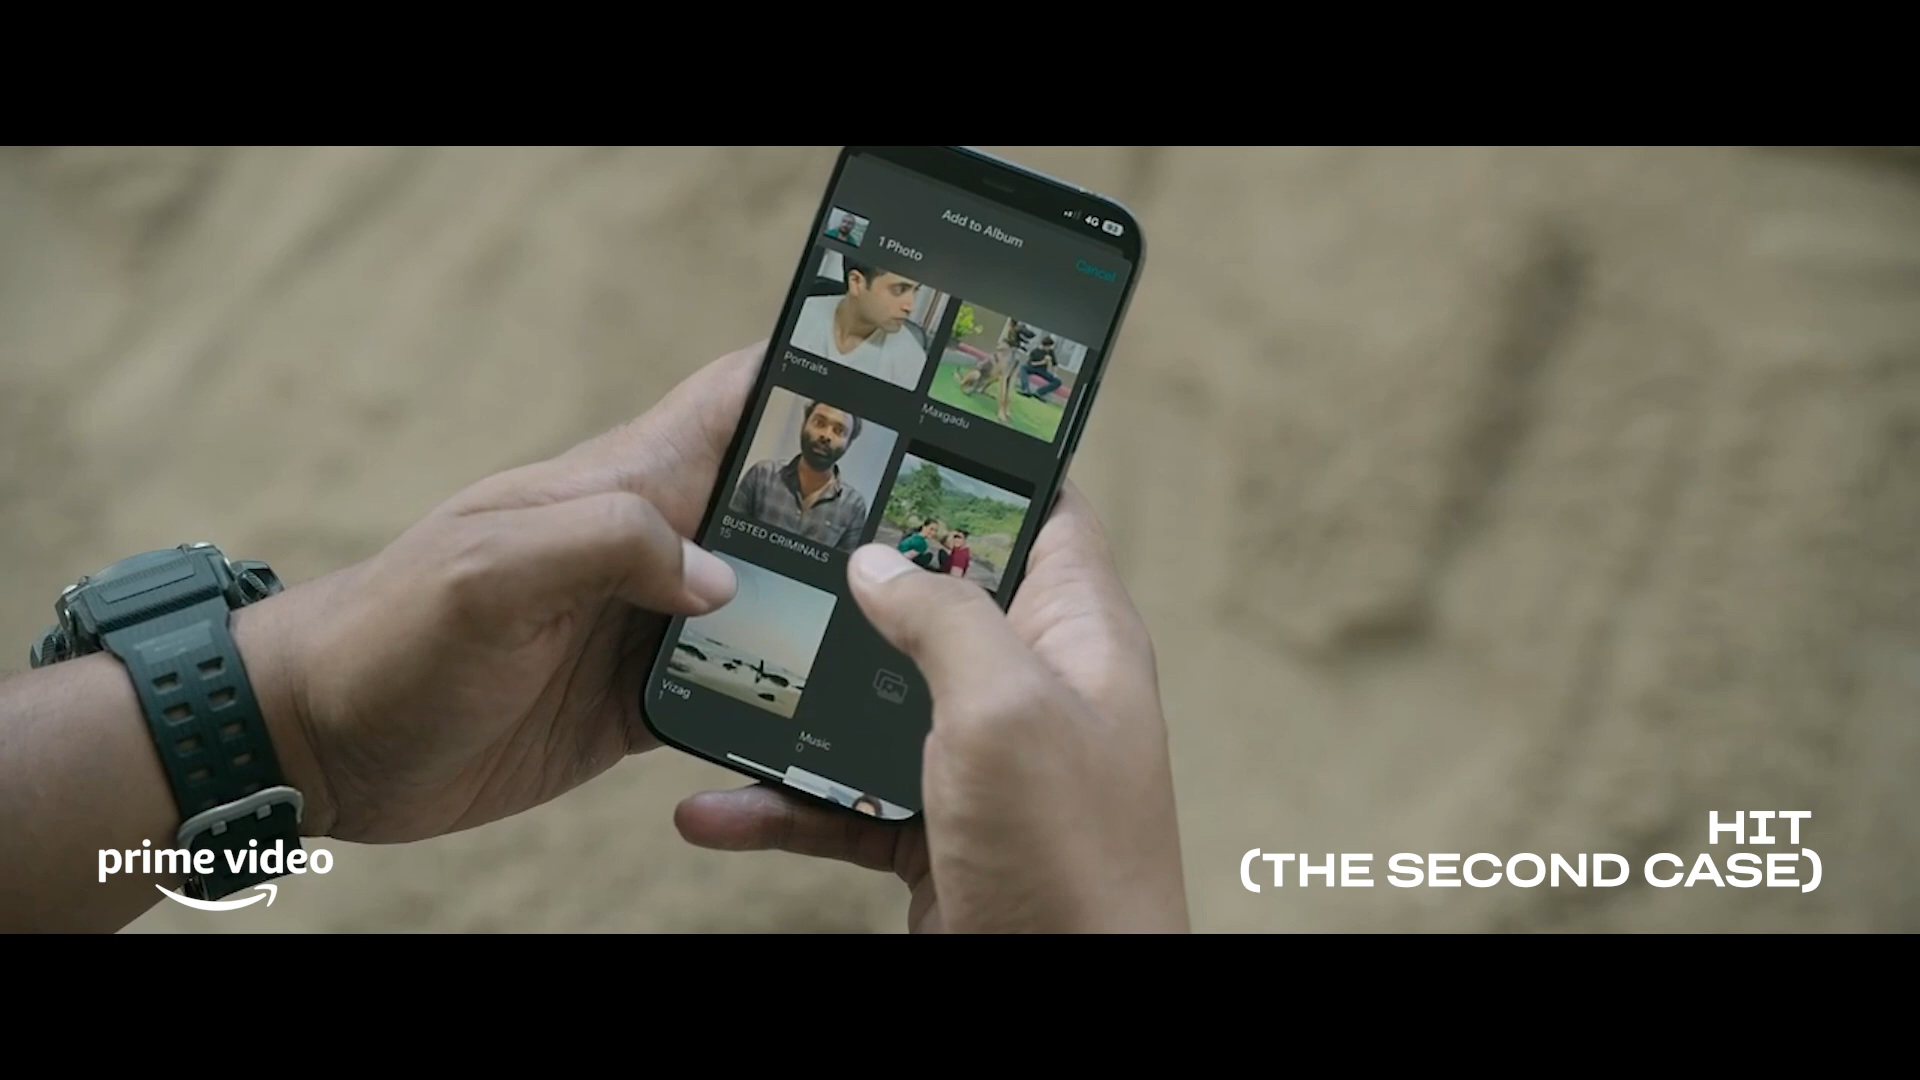 4G 93
Add to Album
Cancel
1 Photo
Portraits
1
Maxgadu
1
BUSTED CRIMINALS
15
Vizag
1
Music
0
prime video
HIT
(THE SECOND CASE)